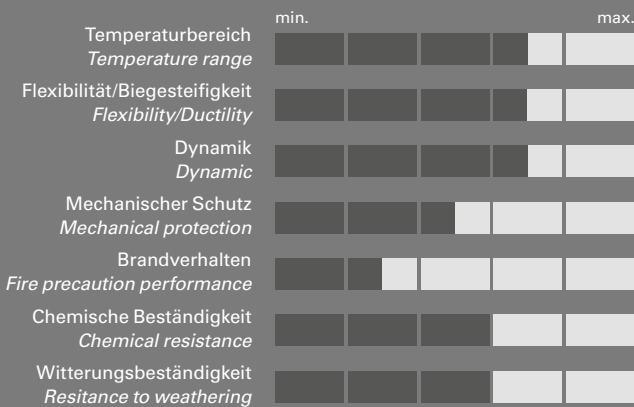 min.
max.
Temperaturbereich
Temperature range
Flexibilität/Biegesteifigkeit
Flexibility/Ductility
Dynamik
Dynamic
Mechanischer Schutz
Mechanical protection
Brandverhalten
Fire precaution performance
Chemische Beständigkeit
Chemical resistance
Witterungsbeständigkeit
Resitance to weathering